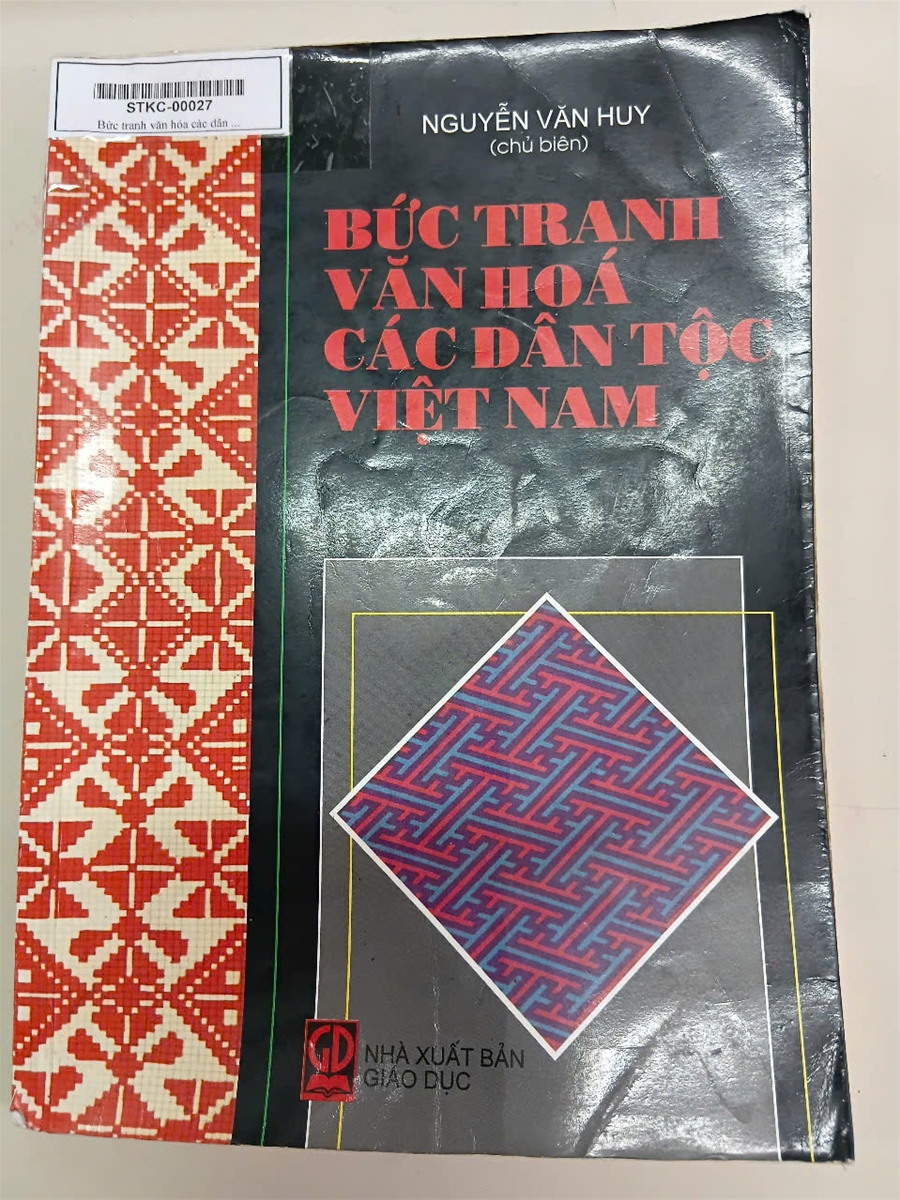 STKC-00027
Bức tranh văn hóa các dân ...
NGUYỄN VĂN HUY
(chủ biên)
BỨC TRANH
VĂN HOÁ
CÁC DÂN TỘC
VIỆT NAM
GD
NHÀ XUẤT BẢN
GIÁO DỤC